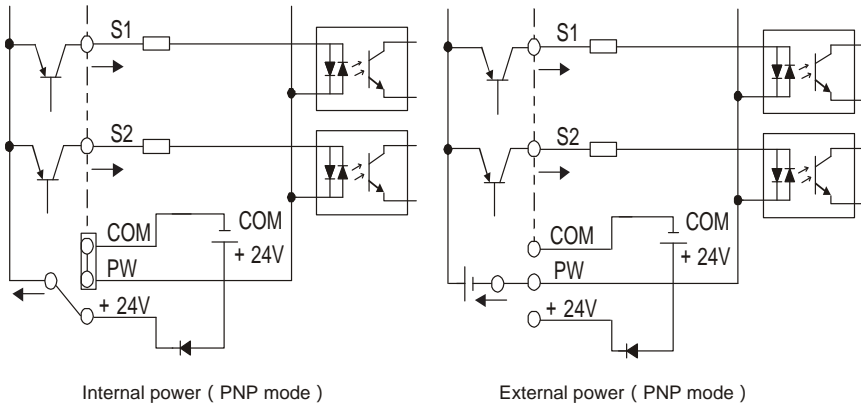 S1
S2
COM
COM
+ 24V
PW
+ 24V
Internal power ( PNP mode )
S1
S2
COM
COM
+ 24V
PW
+ 24V
External power ( PNP mode )